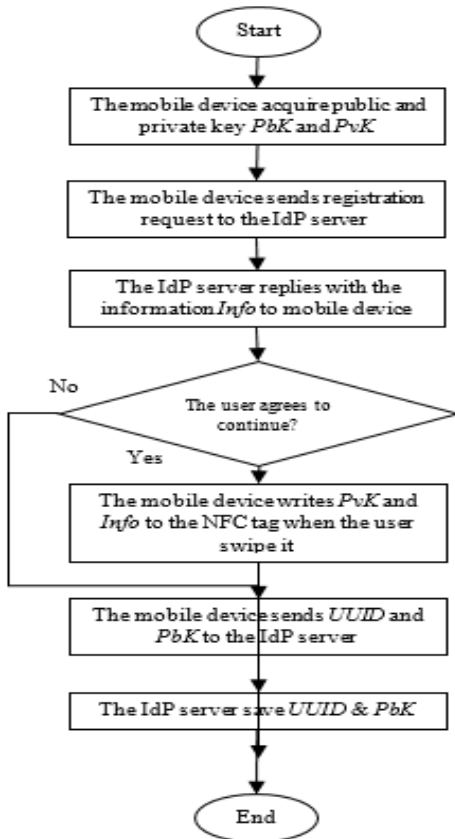 Start
The mobile device acquire public and
private key PbK and PvK
The mobile device sends registration
request to the IdP server
The IdP server replies with the
information Info to mobile device
No
The user agrees to
continue?
Yes
The mobile device writes PvK and
Info to the NFC tag when the user
swipe it
The mobile device sends UUID and
PbK to the IdP server
The IdP server save UUID & PbK
End